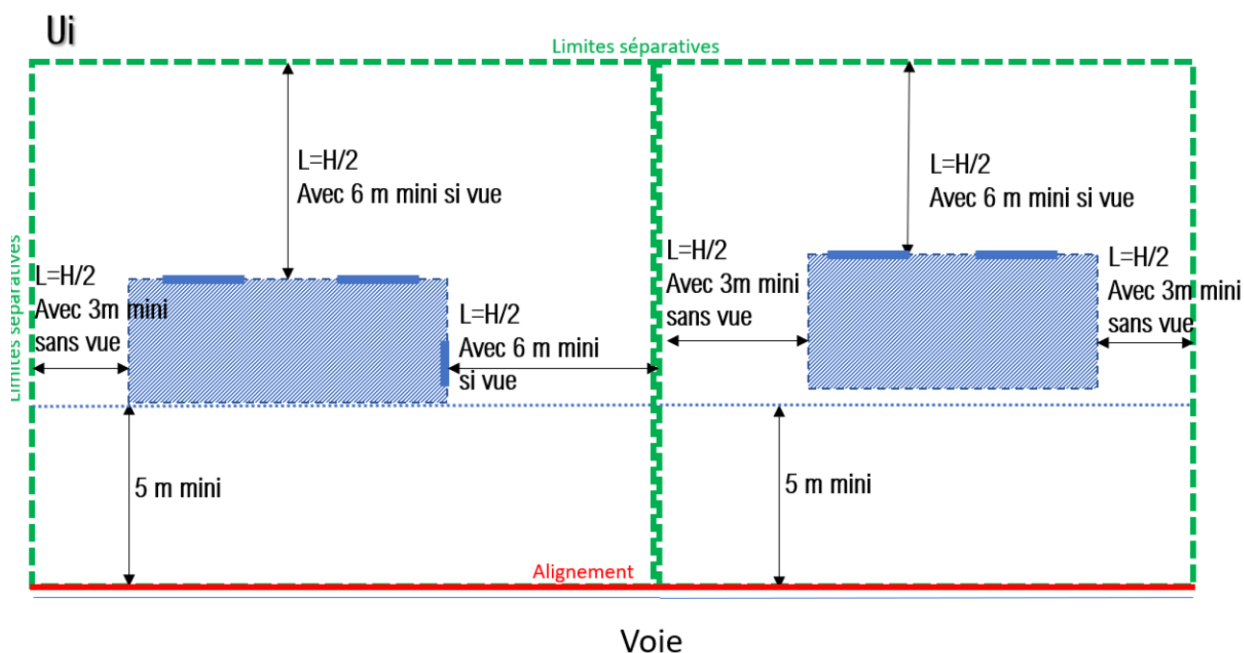 Ui
Limites séparatives
L=H/2
Avec 6 m mini si vue
L=H/2
Avec 6 m mini si vue
Limites séparatives
L=H/2
Avec 3m mini
sans vue
L=H/2
Avec 6 m mini
si vue
L=H/2
Avec 3m mini
sans vue
L=H/2
Avec 3m mini
sans vue
5 m mini
5 m mini
Alignement
Voie